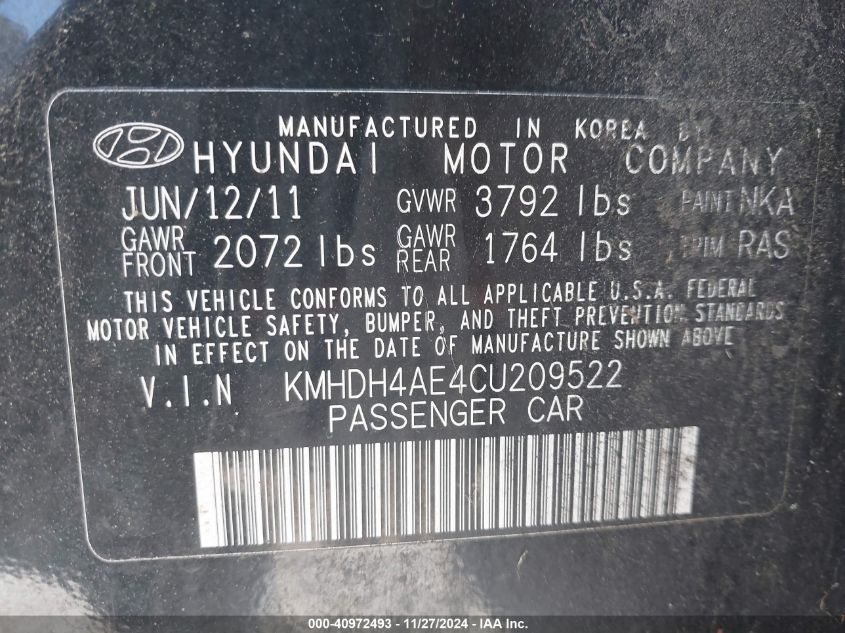 MANUFACTURED IN KOREA BY
HYUNDAI MOTOR COMPANY
JUN/12/11 GVWR 3792 lbs PAINT NKA
GAWR FRONT 2072 lbs GAWR REAR 1764 lbs TRIM RAS
THIS VEHICLE CONFORMS TO ALL APPLICABLE U.S.A. FEDERAL
MOTOR VEHICLE SAFETY, BUMPER, AND THEFT PREVENTION STANDARDS
IN EFFECT ON THE DATE OF MANUFACTURE SHOWN ABOVE
V.I.N KMHDH4AE4CU209522
PASSENGER CAR
000-40972493 - 11/27/2024 - IAA Inc.